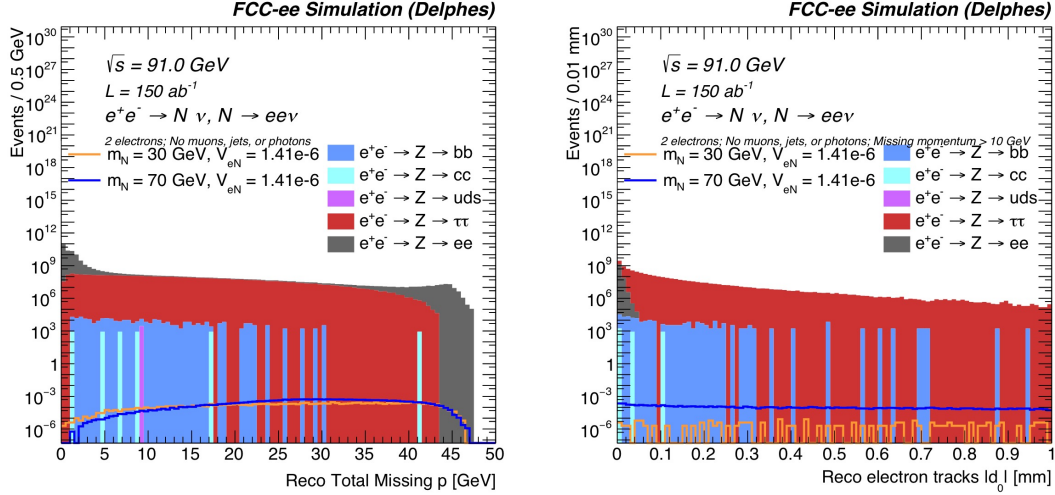 FCC-ee Simulation (Delphes)
Events / 0.5 GeV
10^30
10^27
10^24
10^21
10^18
10^15
10^12
10^9
10^6
10^3
1
10^-3
10^-6
√s = 91.0 GeV
L = 150 ab^-1
e^+e^- → N ν, N → eeν
2 electrons; No muons, jets, or photons
m_N = 30 GeV, V_eN = 1.41e-6
m_N = 70 GeV, V_eN = 1.41e-6
e^+e^- → Z → bb
e^+e^- → Z → cc
e^+e^- → Z → uds
e^+e^- → Z → ττ
e^+e^- → Z → ee
0 5 10 15 20 25 30 35 40 45 50
Reco Total Missing p [GeV]
FCC-ee Simulation (Delphes)
Events / 0.01 mm
10^30
10^27
10^24
10^21
10^18
10^15
10^12
10^9
10^6
10^3
1
10^-3
10^-6
√s = 91.0 GeV
L = 150 ab^-1
e^+e^- → N ν, N → eeν
2 electrons; No muons, jets, or photons; Missing momentum > 10 GeV
m_N = 30 GeV, V_eN = 1.41e-6
m_N = 70 GeV, V_eN = 1.41e-6
e^+e^- → Z → bb
e^+e^- → Z → cc
e^+e^- → Z → uds
e^+e^- → Z → ττ
e^+e^- → Z → ee
0 0.1 0.2 0.3 0.4 0.5 0.6 0.7 0.8 0.9 1
Reco electron tracks |d_0| [mm]